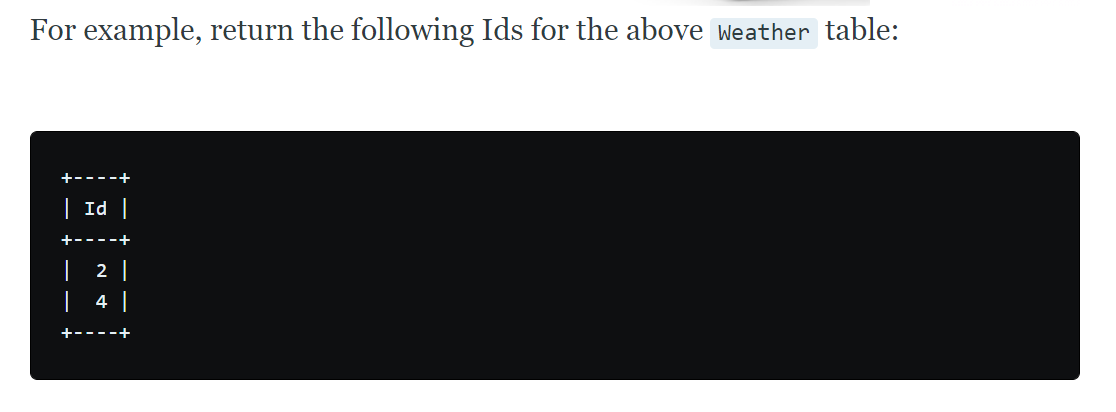 For example, return the following Ids for the above Weather table:
+----+
| Id |
+----+
|  2 |
|  4 |
+----+